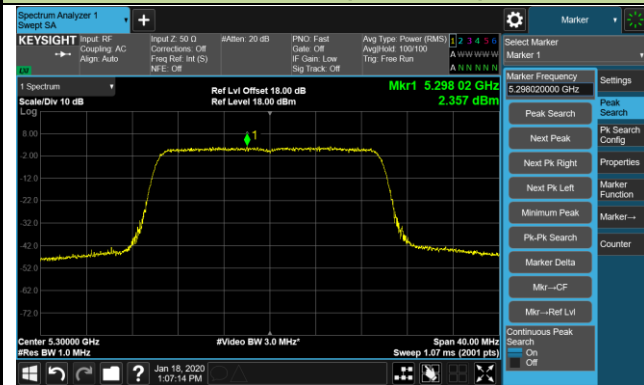 Spectrum Analyzer 1
Swept SA
Marker
KEYSIGHT
Input: RF
Coupling: AC
Align: Auto
Input Z: 50 Ω
Corrections: Off
Freq Ref: Int (S)
NFE: Off
#Atten: 20 dB
PNO: Fast
Gate: Off
IF Gain: Low
Sig Track: Off
Avg Type: Power (RMS)
Avg|Hold: 100/100
Trig: Free Run
1 2 3 4 5 6
A W W W W W
A N N N N N
Select Marker
Marker 1
1 Spectrum
Scale/Div 10 dB
Log
Ref Lvl Offset 18.00 dB
Ref Level 18.00 dBm
Mkr1 5.298 02 GHz
2.357 dBm
1
8.00
-2.00
-12.0
-22.0
-32.0
-42.0
-52.0
-62.0
-72.0
Center 5.30000 GHz
#Res BW 1.0 MHz
#Video BW 3.0 MHz*
Span 40.00 MHz
Sweep 1.07 ms (2001 pts)
Marker Frequency
5.298020000 GHz
Peak Search
Next Peak
Next Pk Right
Next Pk Left
Minimum Peak
Pk-Pk Search
Marker Delta
Mkr→CF
Mkr→Ref Lvl
Continuous Peak
Search
On
Off
Settings
Peak
Search
Pk Search
Config
Properties
Marker
Function
Marker→
Counter
Jan 18, 2020
1:07:14 PM